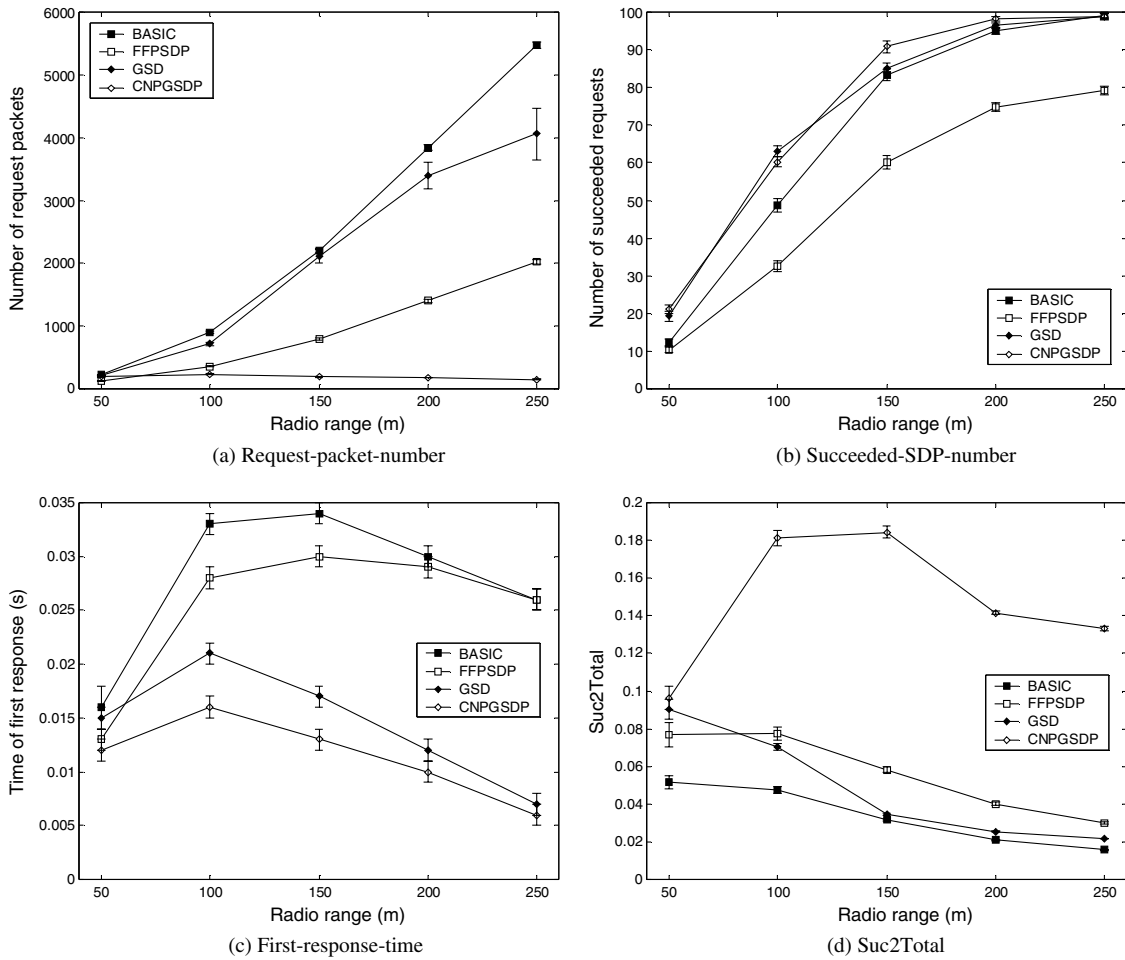 6000
5000
4000
3000
2000
1000
0
Number of request packets
BASIC
FFPSDP
GSD
CNPGSDP
50 100 150 200 250
Radio range (m)
(a) Request-packet-number
100
90
80
70
60
50
40
30
20
10
0
Number of succeeded requests
BASIC
FFPSDP
GSD
CNPGSDP
50 100 150 200 250
Radio range (m)
(b) Succeeded-SDP-number
0.035
0.03
0.025
0.02
0.015
0.01
0.005
0
Time of first response (s)
BASIC
FFPSDP
GSD
CNPGSDP
50 100 150 200 250
Radio range (m)
(c) First-response-time
0.2
0.18
0.16
0.14
0.12
0.1
0.08
0.06
0.04
0.02
0
Suc2Total
BASIC
FFPSDP
GSD
CNPGSDP
50 100 150 200 250
Radio range (m)
(d) Suc2Total